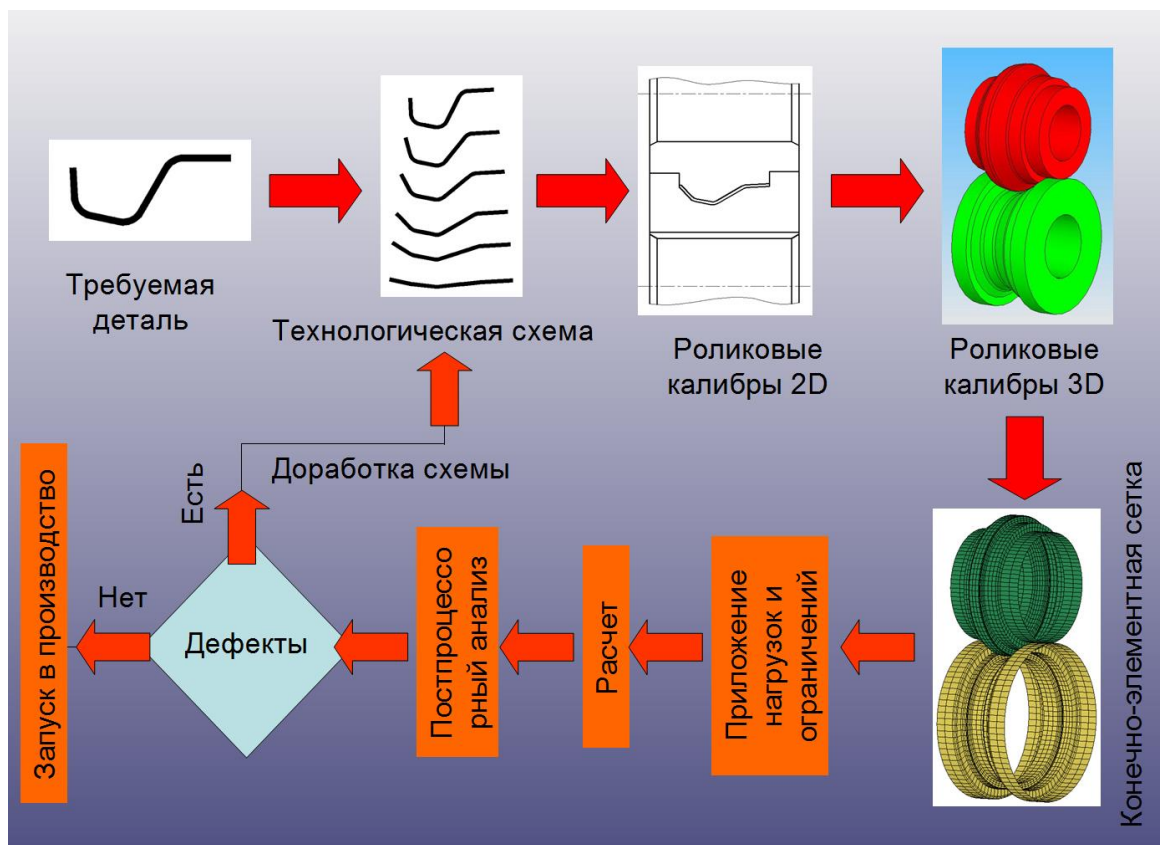 Требуемая
деталь
Технологическая схема
Роликовые
калибры 2D
Роликовые
калибры 3D
Конечно-элементная сетка
Приложение
нагрузок и
ограничений
Расчет
Постпроцессо
рный анализ
Дефекты
Есть
Доработка схемы
Нет
Запуск в производство